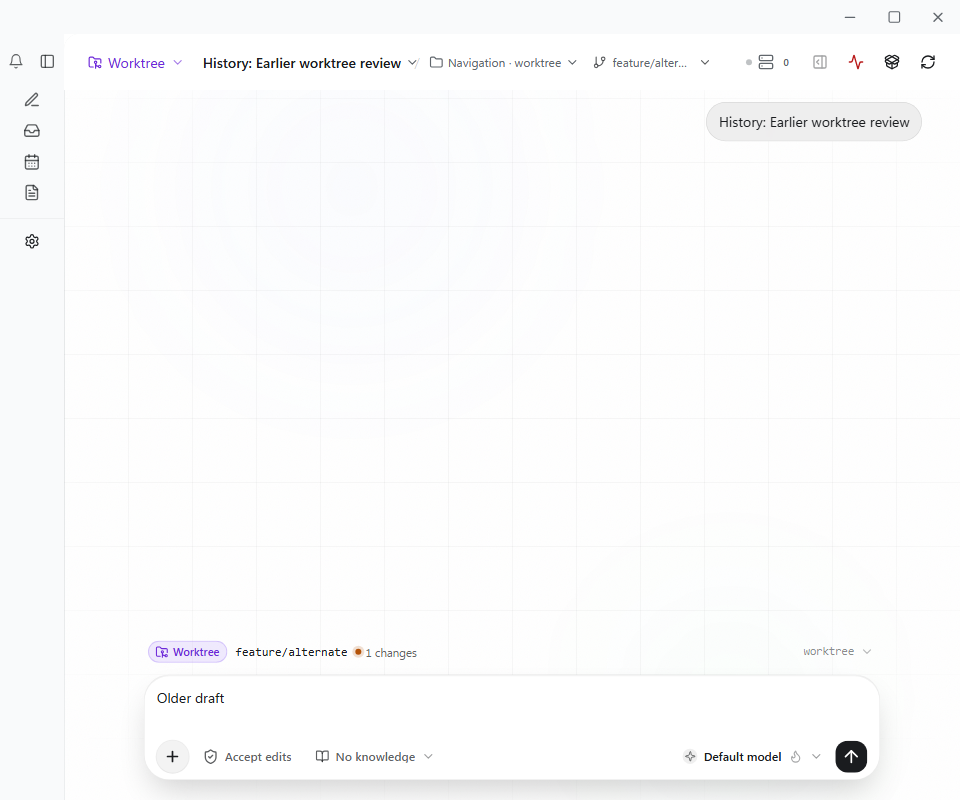 Worktree History: Earlier worktree review / Navigation · worktree feature/alter... 0
History: Earlier worktree review
Worktree feature/alternate 1 changes worktree
Older draft
Accept edits No knowledge Default model